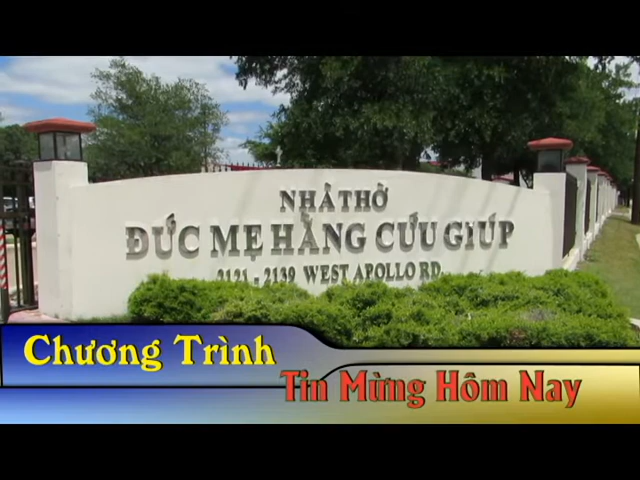 NHÀ THỜ
ĐỨC MẸ HẰNG CỨU GIÚP
2121 - 2139 WEST APOLLO RD.
Chương Trình
Tin Mừng Hôm Nay